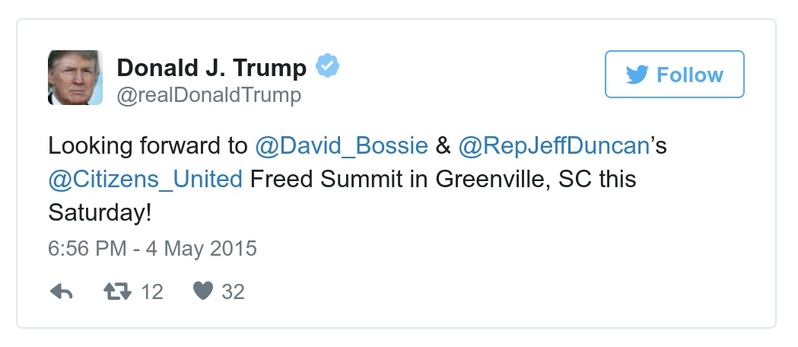 Donald J. Trump
@realDonaldTrump
Follow
Looking forward to @David_Bossie & @RepJeffDuncan’s
@Citizens_United Freed Summit in Greenville, SC this
Saturday!
6:56 PM - 4 May 2015
12 32